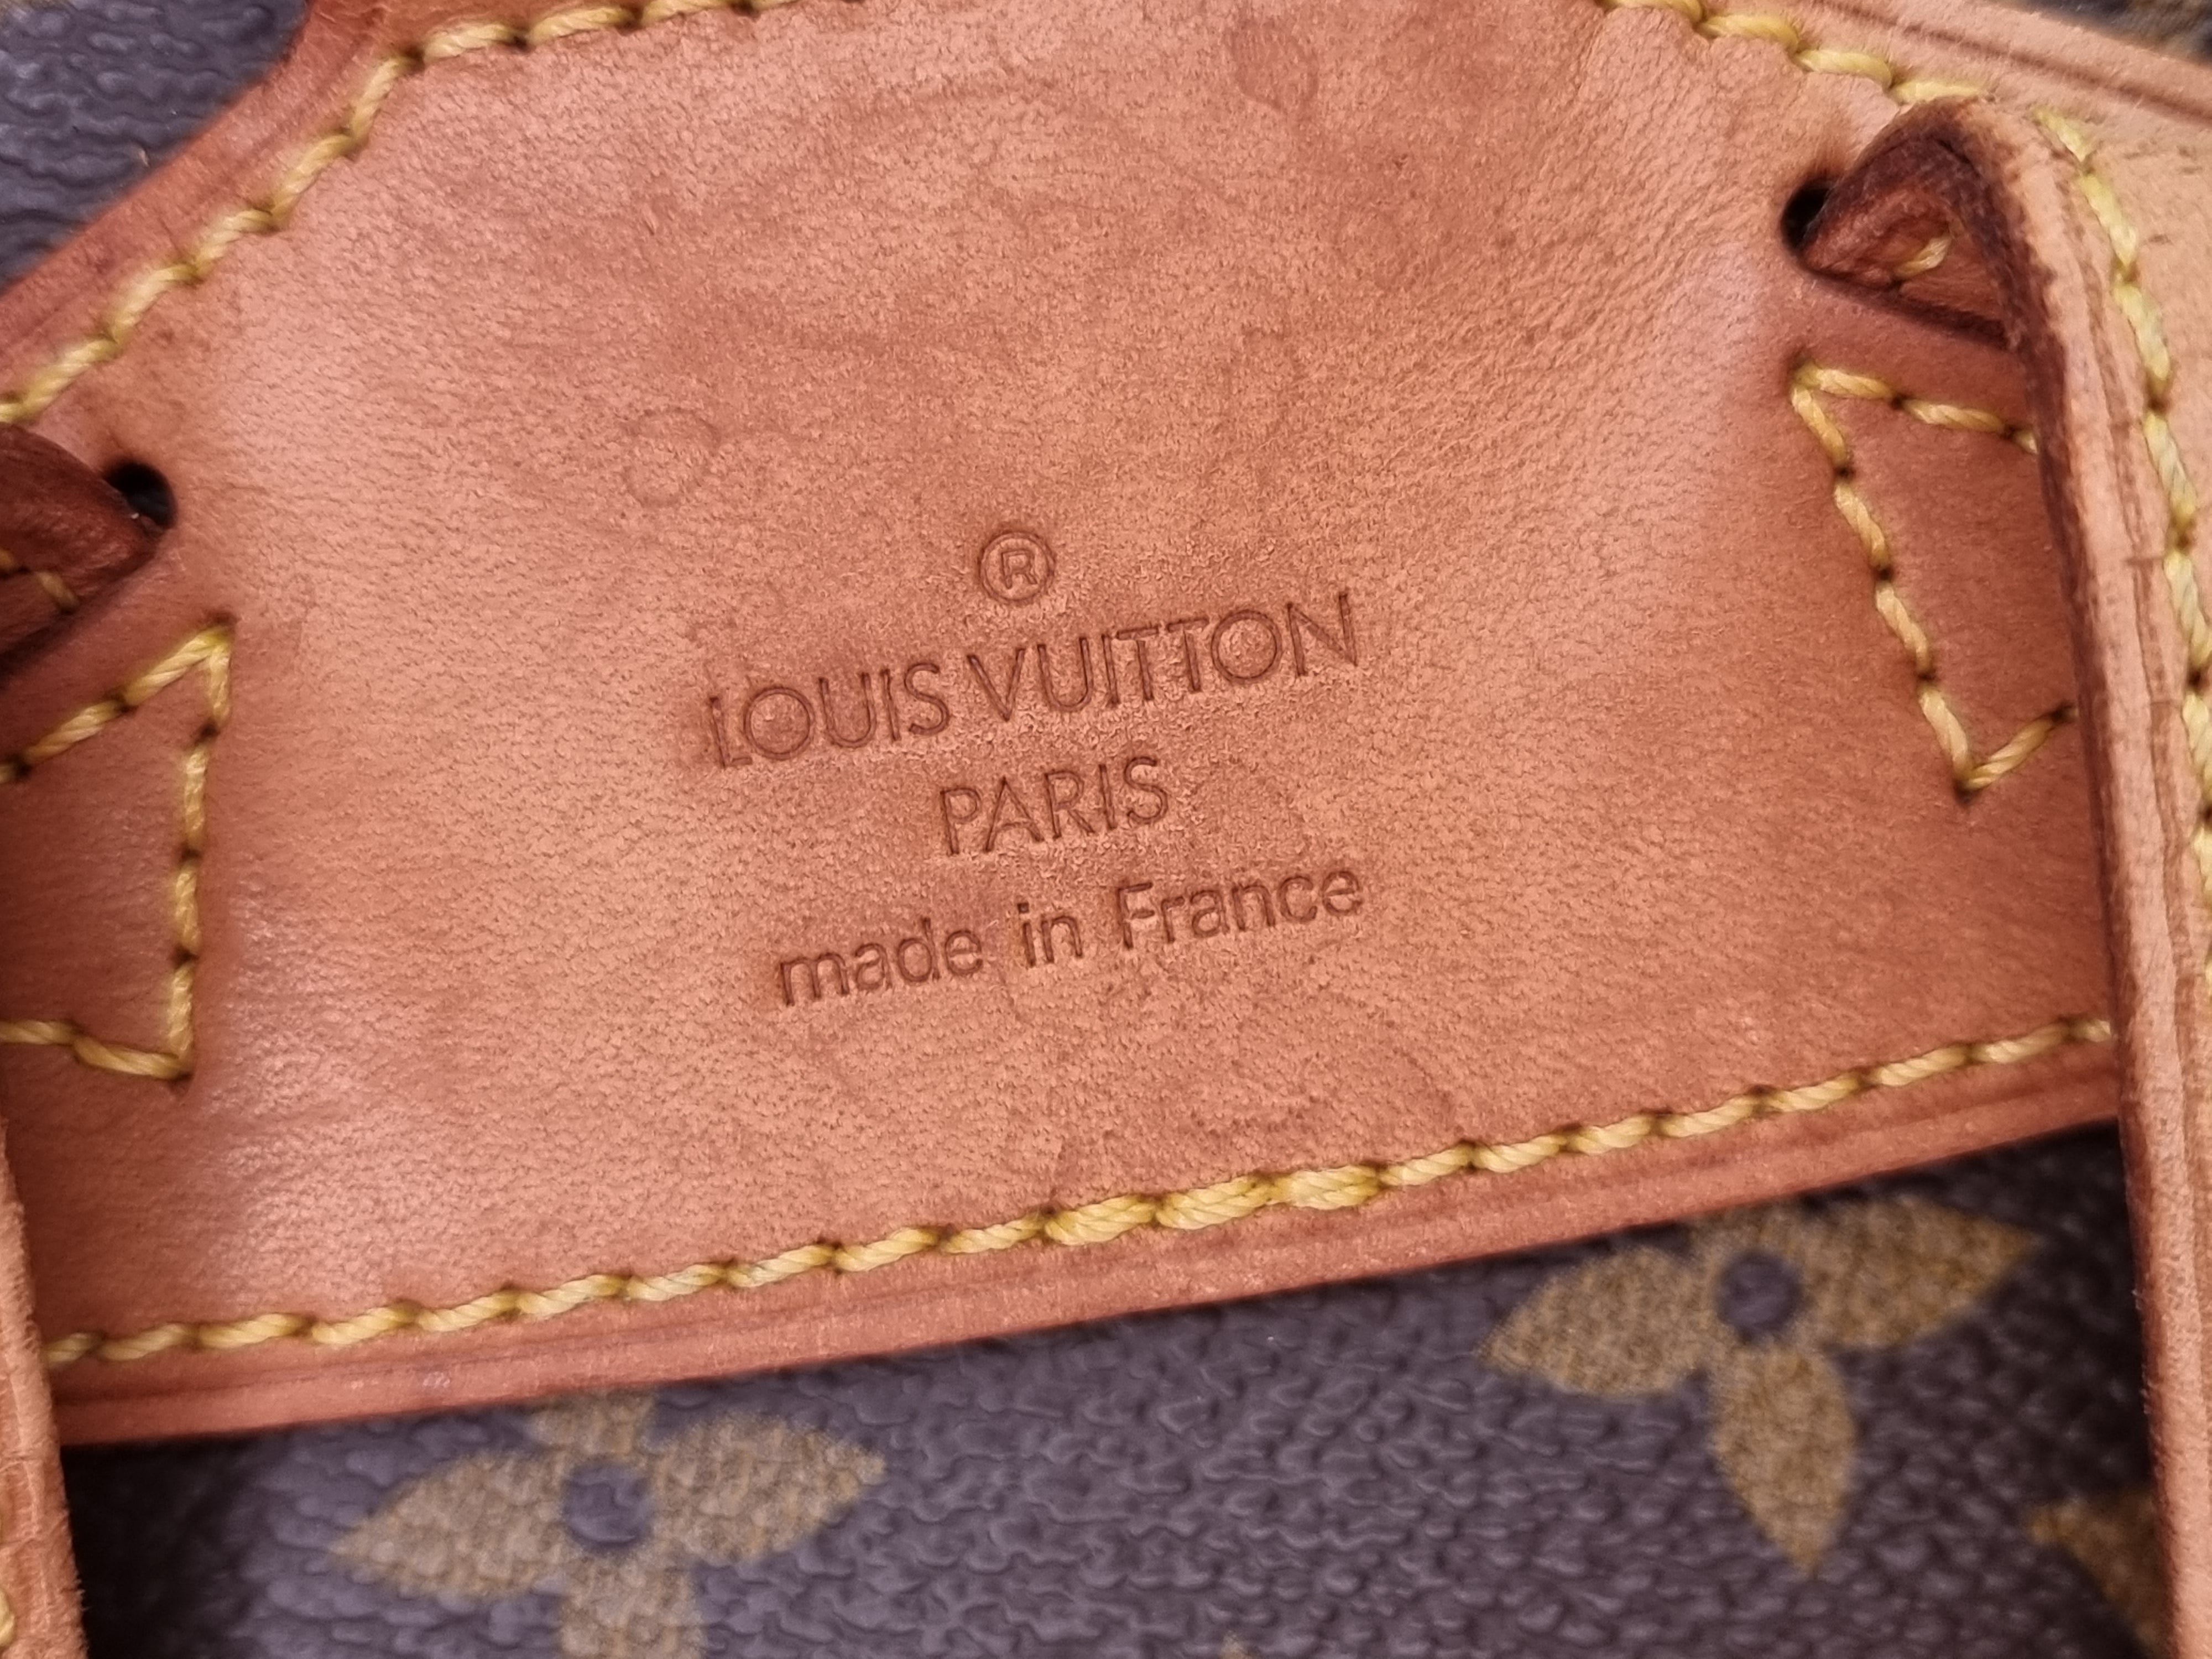 ®
LOUIS VUITTON
PARIS
made in France